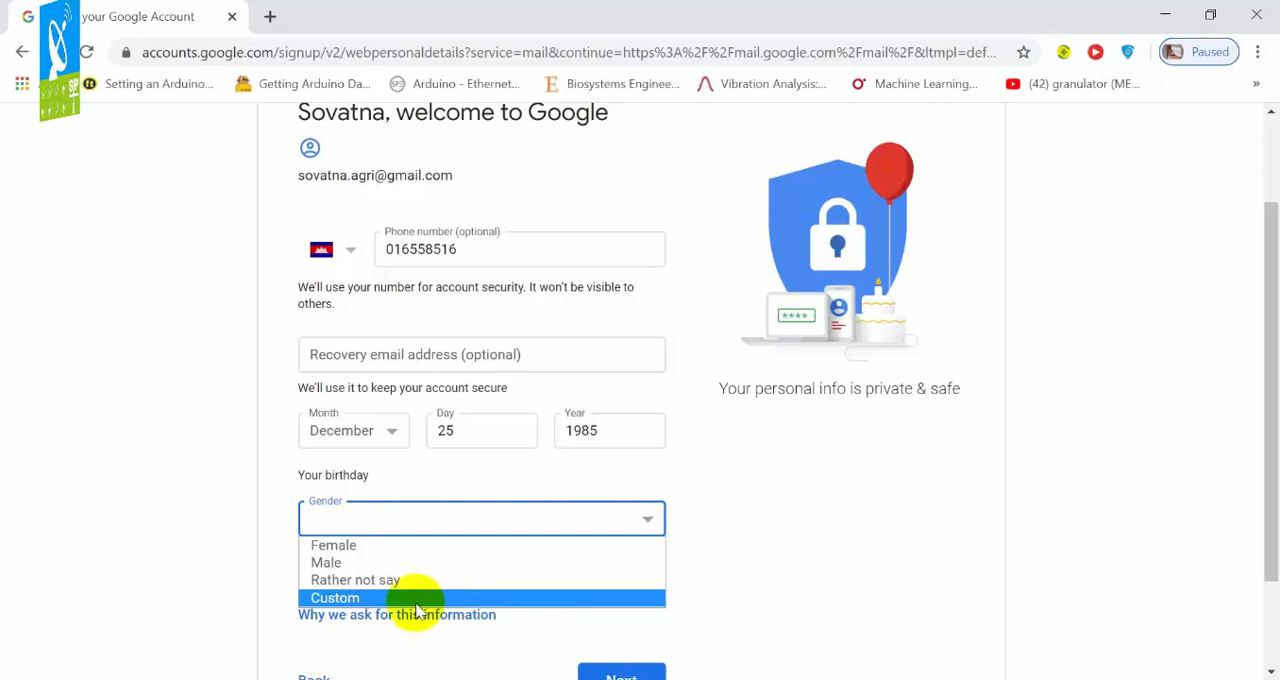 your Google Account
accounts.google.com/signup/v2/webpersonaldetails?service=mail&continue=https%3A%2F%2Fmail.google.com%2Fmail%2F&ltmpl=def...
Paused
Setting an Arduino...
Getting Arduino Da...
Arduino - Ethernet...
Biosystems Enginee...
Vibration Analysis:...
Machine Learning...
(42) granulator (ME...
»
Sovatna, welcome to Google
sovatna.agri@gmail.com
Phone number (optional)
016558516
We'll use your number for account security. It won't be visible to
others.
Recovery email address (optional)
We'll use it to keep your account secure
Month
December
Day
25
Year
1985
Your birthday
Gender
Female
Male
Rather not say
Custom
Why we ask for this information
Back
Next
****
Your personal info is private & safe